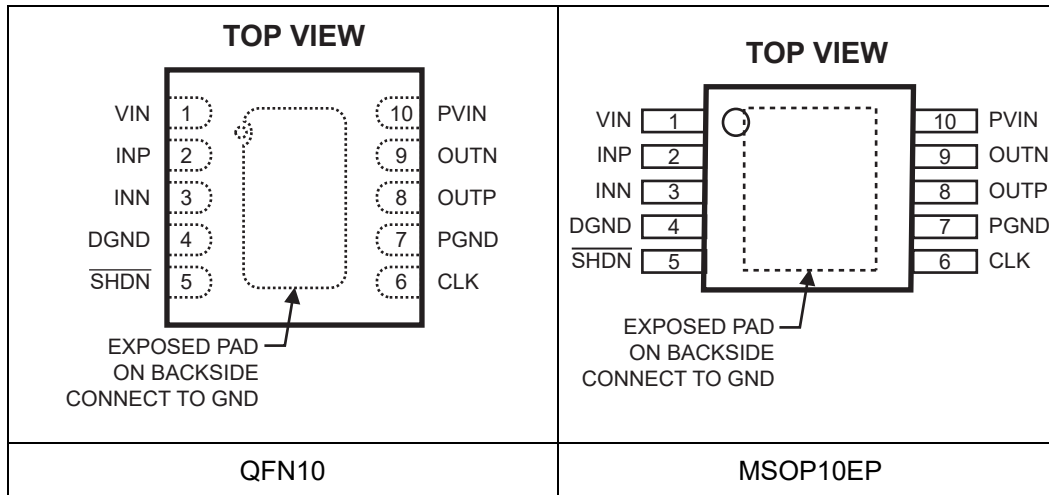 TOP VIEW
VIN 1 10 PVIN
INP 2 9 OUTN
INN 3 8 OUTP
DGND 4 7 PGND
SHDN 5 6 CLK
EXPOSED PAD
ON BACKSIDE
CONNECT TO GND
QFN10
TOP VIEW
VIN 1 10 PVIN
INP 2 9 OUTN
INN 3 8 OUTP
DGND 4 7 PGND
SHDN 5 6 CLK
EXPOSED PAD
ON BACKSIDE
CONNECT TO GND
MSOP10EP